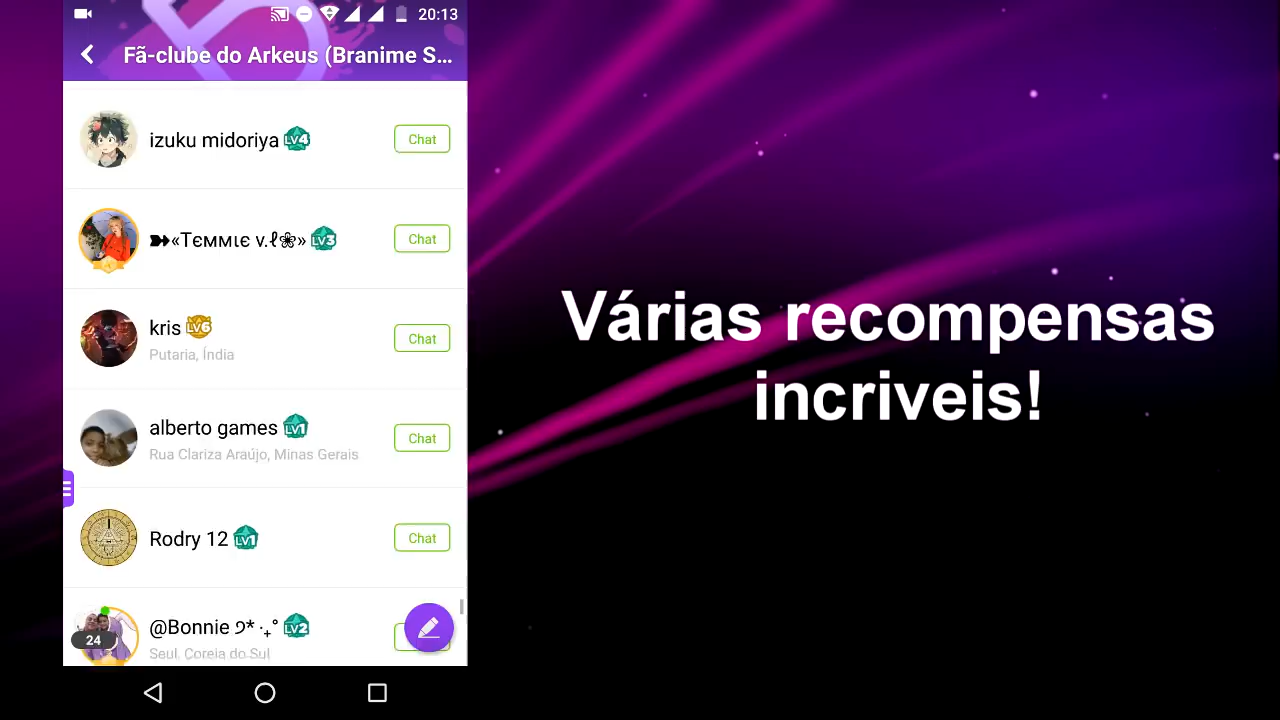 20:13
Fã-clube do Arkeus (Branime S...
izuku midoriya LV4
Chat
➽«Tєммιє v.ℓ❀» LV3
Chat
kris LV6
Putaria, Índia
Chat
alberto games LV1
Rua Clariza Araújo, Minas Gerais
Chat
Rodry 12 LV1
Chat
@Bonnie ୨* ‧₊˚ LV2
Seul, Coreia do Sul
24
Várias recompensas
incriveis!